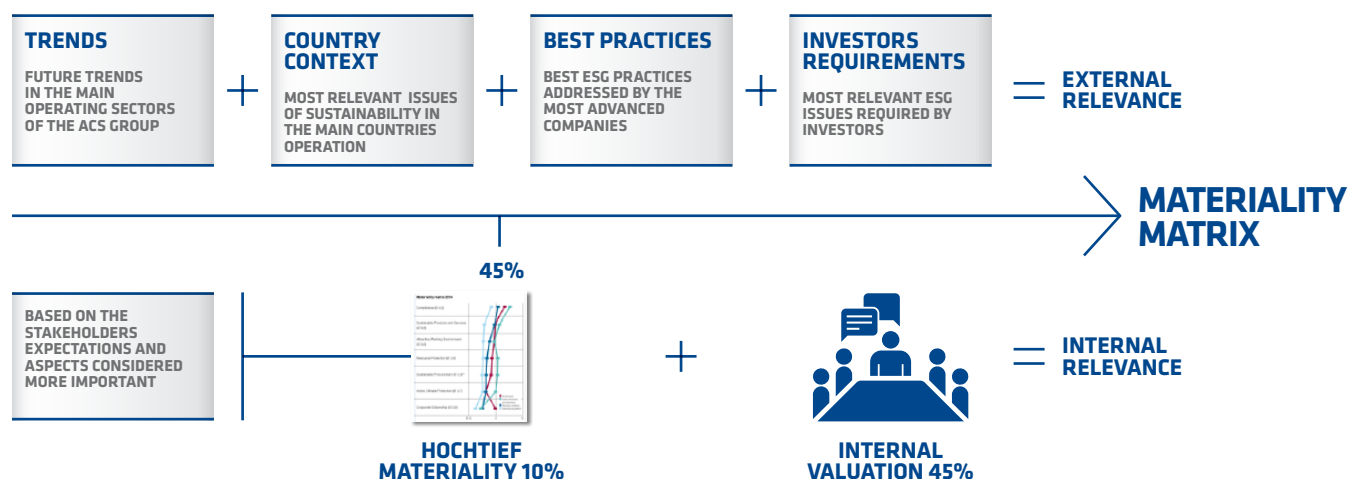 TRENDS
FUTURE TRENDS
IN THE MAIN
OPERATING SECTORS
OF THE ACS GROUP
COUNTRY
CONTEXT
MOST RELEVANT ISSUES
OF SUSTAINABILITY IN
THE MAIN COUNTRIES
OPERATION
BEST PRACTICES
BEST ESG PRACTICES
ADDRESSED BY THE
MOST ADVANCED
COMPANIES
INVESTORS
REQUIREMENTS
MOST RELEVANT ESG
ISSUES REQUIRED BY
INVESTORS
EXTERNAL
RELEVANCE
MATERIALITY
MATRIX
45%
BASED ON THE
STAKEHOLDERS
EXPECTATIONS AND
ASPECTS CONSIDERED
MORE IMPORTANT
HOCHTIEF
MATERIALITY 10%
INTERNAL
VALUATION 45%
INTERNAL
RELEVANCE